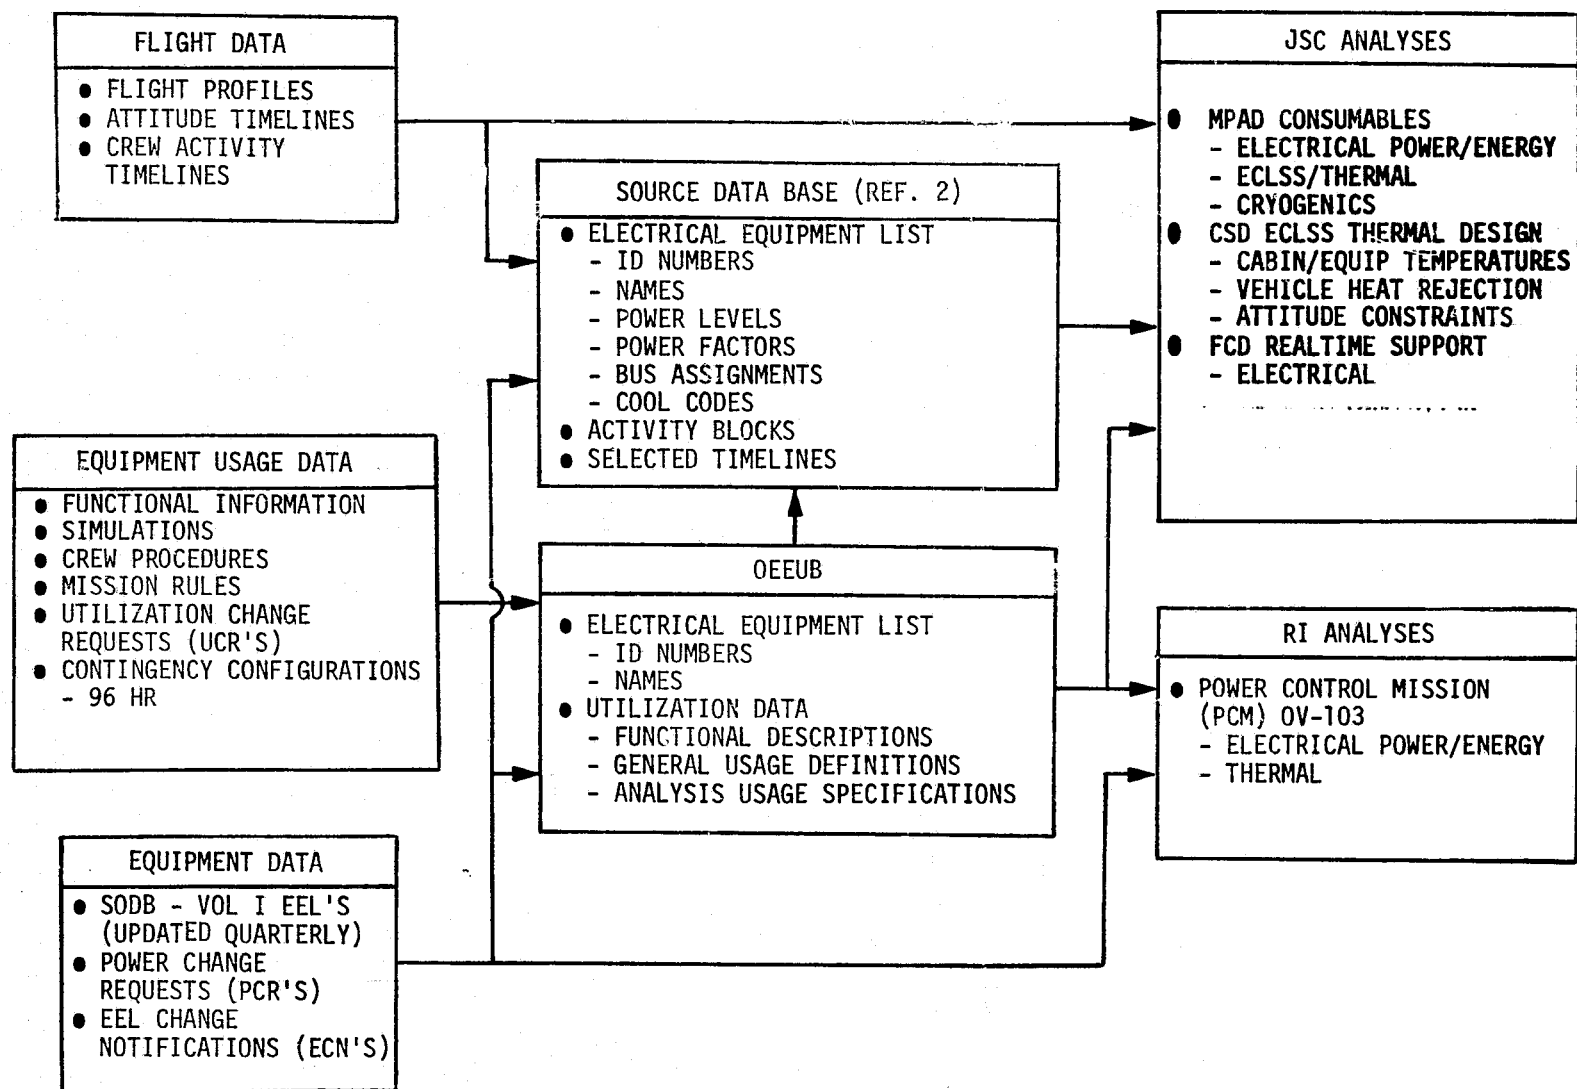 FLIGHT DATA
● FLIGHT PROFILES
● ATTITUDE TIMELINES
● CREW ACTIVITY
TIMELINES
EQUIPMENT USAGE DATA
● FUNCTIONAL INFORMATION
● SIMULATIONS
● CREW PROCEDURES
● MISSION RULES
● UTILIZATION CHANGE
REQUESTS (UCR'S)
● CONTINGENCY CONFIGURATIONS
- 96 HR
EQUIPMENT DATA
● SODB - VOL I EEL'S
(UPDATED QUARTERLY)
● POWER CHANGE
REQUESTS (PCR'S)
● EEL CHANGE
NOTIFICATIONS (ECN'S)
SOURCE DATA BASE (REF. 2)
● ELECTRICAL EQUIPMENT LIST
- ID NUMBERS
- NAMES
- POWER LEVELS
- POWER FACTORS
- BUS ASSIGNMENTS
- COOL CODES
● ACTIVITY BLOCKS
● SELECTED TIMELINES
OEEUB
● ELECTRICAL EQUIPMENT LIST
- ID NUMBERS
- NAMES
● UTILIZATION DATA
- FUNCTIONAL DESCRIPTIONS
- GENERAL USAGE DEFINITIONS
- ANALYSIS USAGE SPECIFICATIONS
JSC ANALYSES
● MPAD CONSUMABLES
- ELECTRICAL POWER/ENERGY
- ECLSS/THERMAL
- CRYOGENICS
● CSD ECLSS THERMAL DESIGN
- CABIN/EQUIP TEMPERATURES
- VEHICLE HEAT REJECTION
- ATTITUDE CONSTRAINTS
● FCD REALTIME SUPPORT
- ELECTRICAL
RI ANALYSES
● POWER CONTROL MISSION
(PCM) OV-103
- ELECTRICAL POWER/ENERGY
- THERMAL